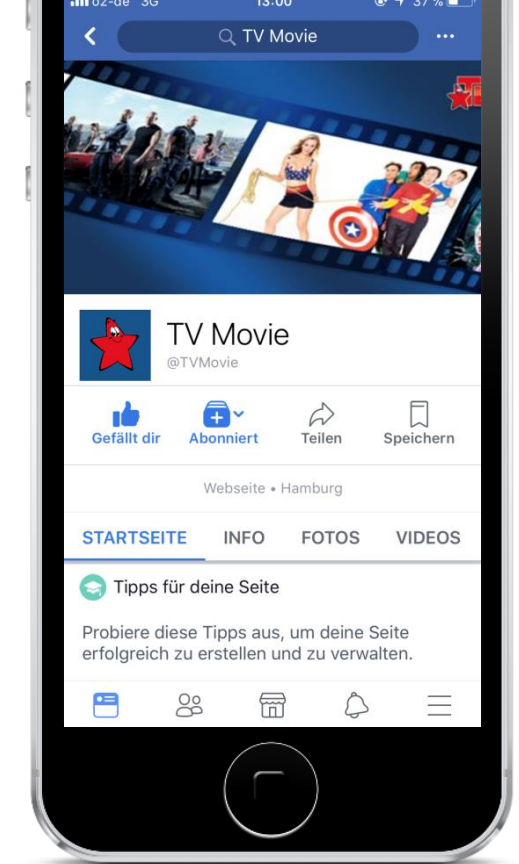 o2-de 3G 13:00 37 %
TV Movie
TV Movie
@TVMovie
Gefällt dir Abonniert Teilen Speichern
Webseite • Hamburg
STARTSEITE INFO FOTOS VIDEOS
Tipps für deine Seite
Probiere diese Tipps aus, um deine Seite
erfolgreich zu erstellen und zu verwalten.